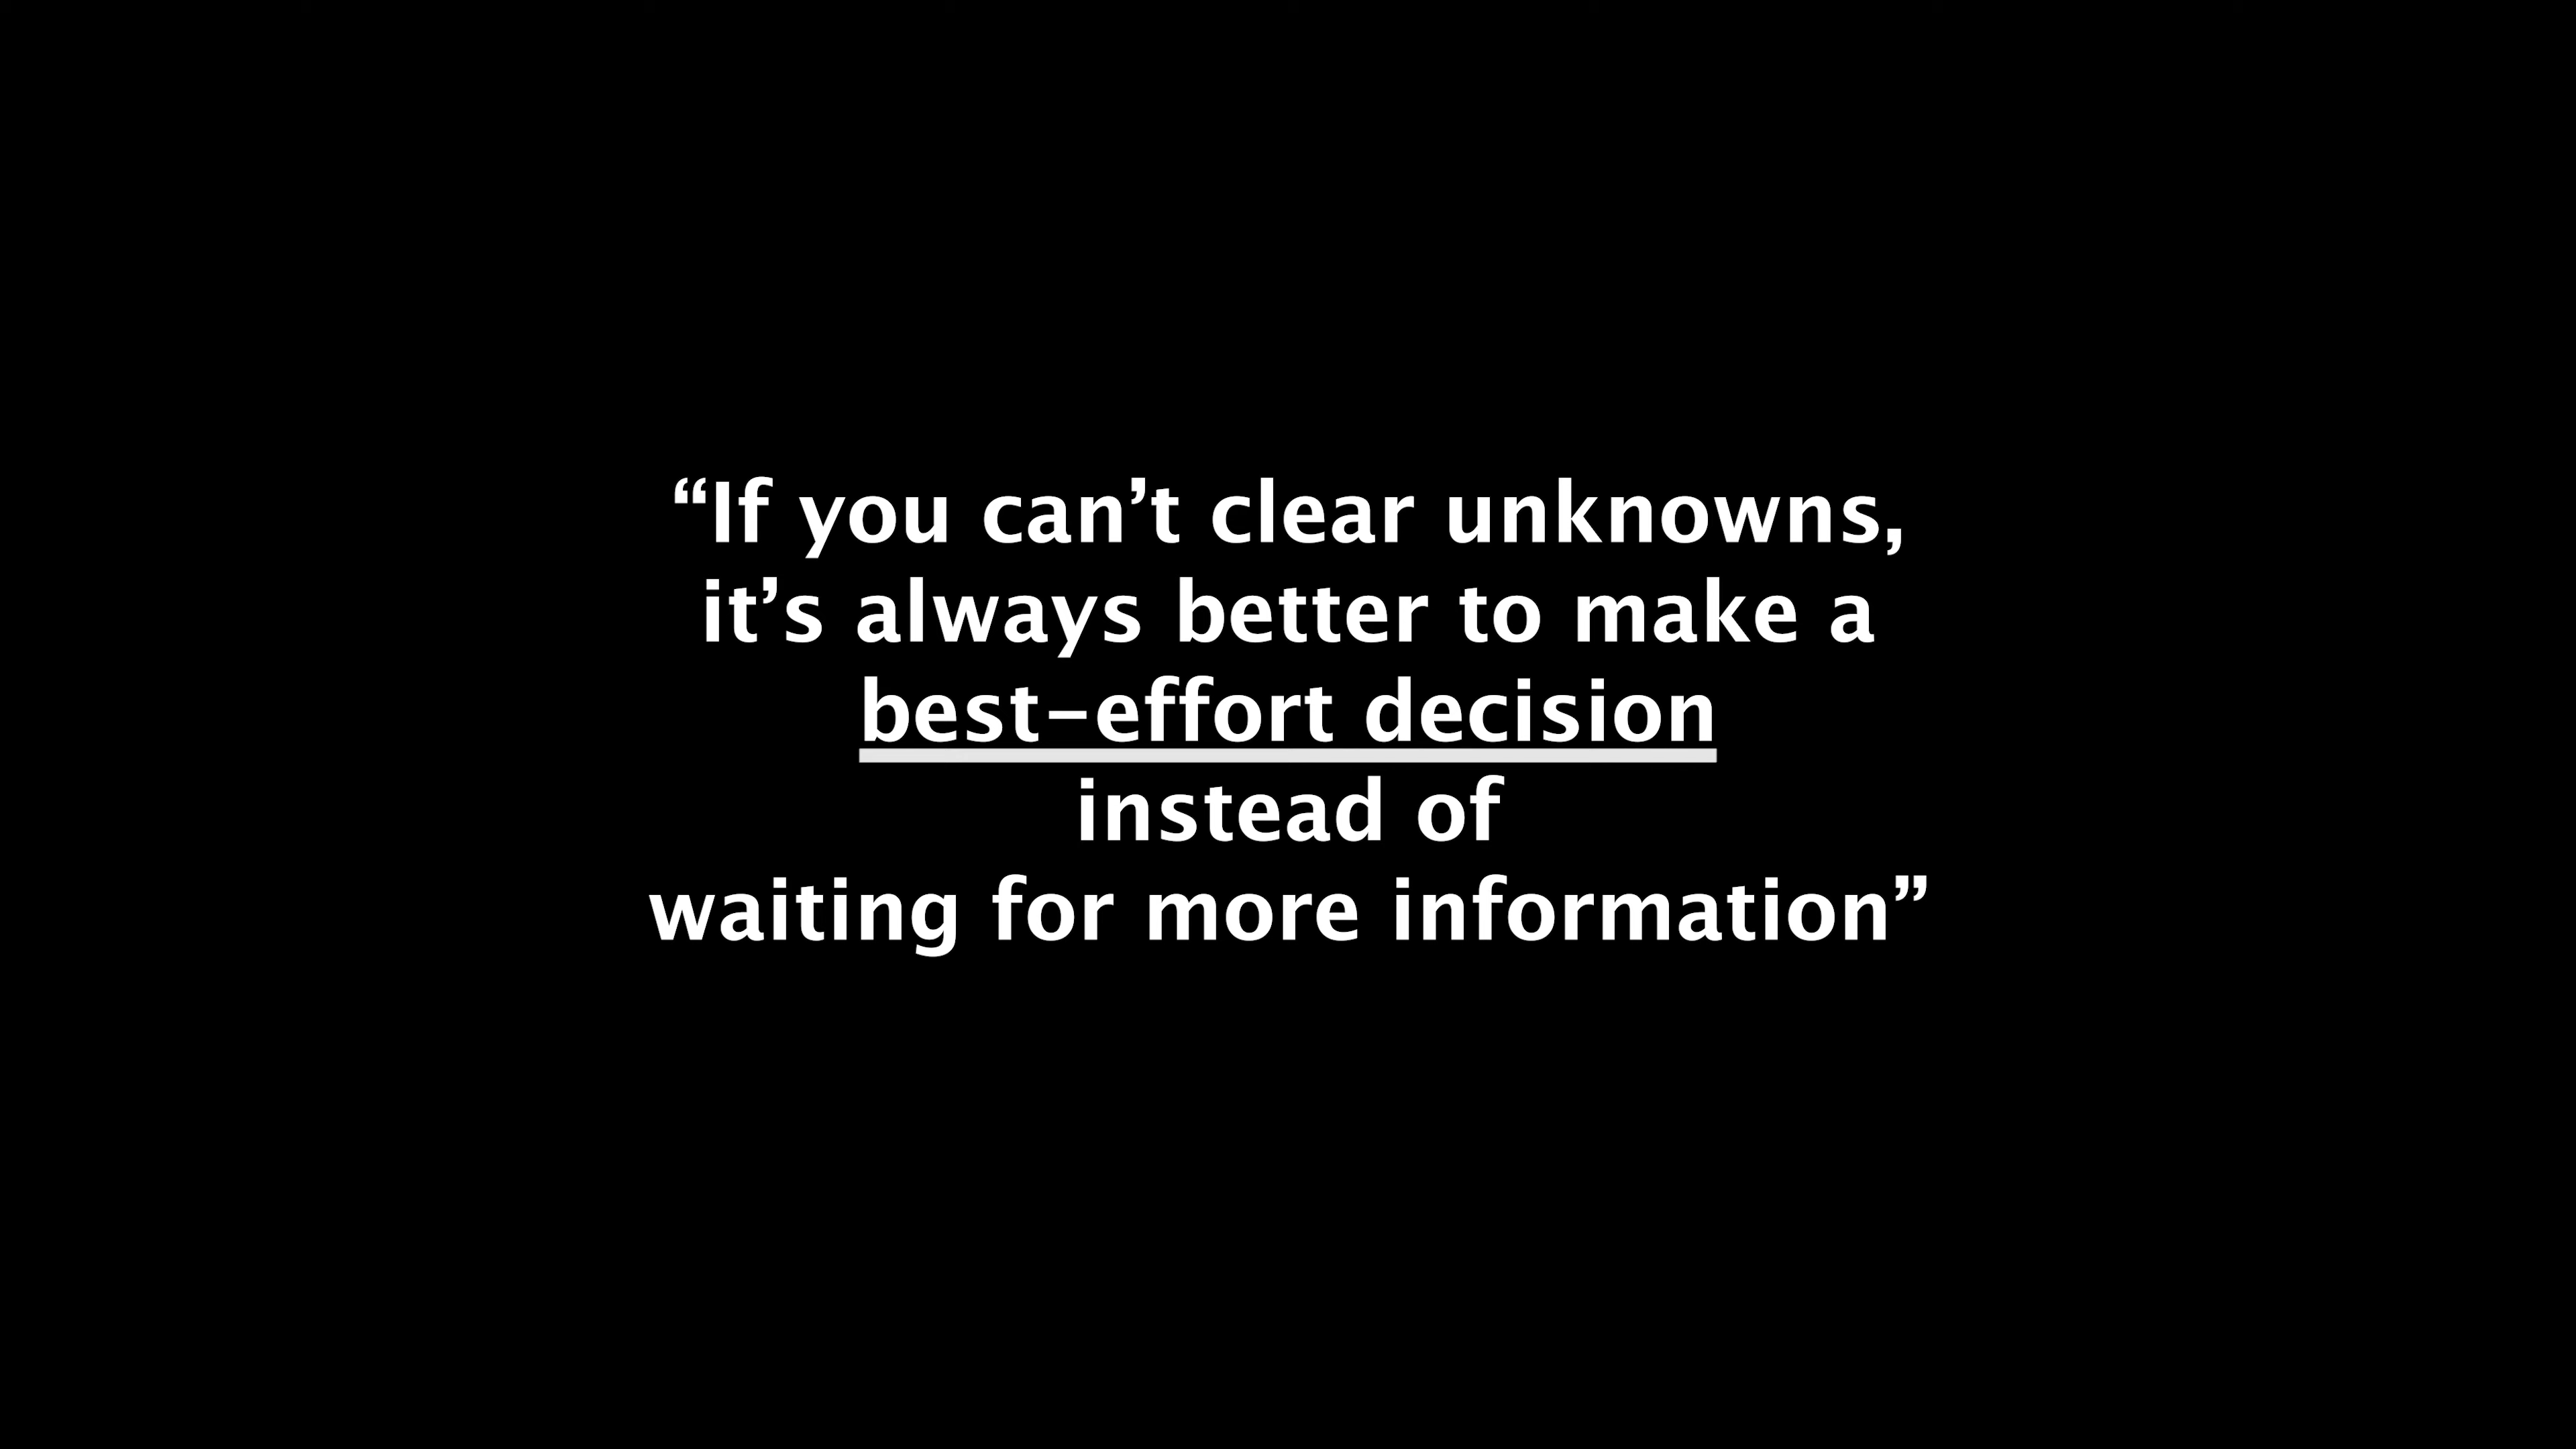 “If you can’t clear unknowns,
it’s always better to make a
best-effort decision
instead of
waiting for more information”